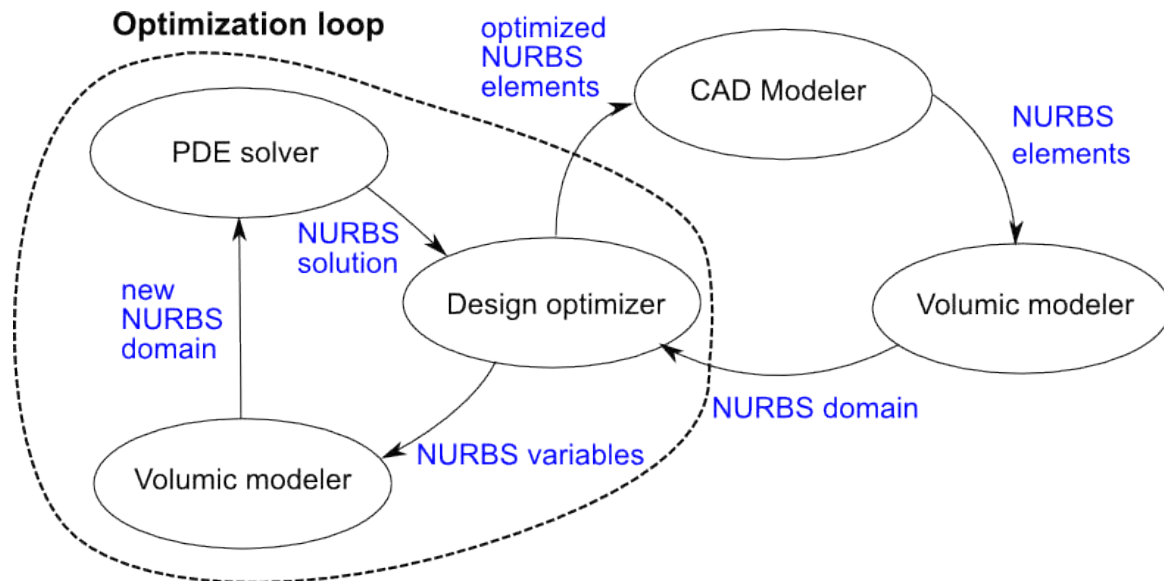 Optimization loop
optimized
NURBS
elements
CAD Modeler
NURBS
elements
PDE solver
NURBS
solution
new
NURBS
domain
Design optimizer
Volumic modeler
NURBS domain
NURBS variables
Volumic modeler